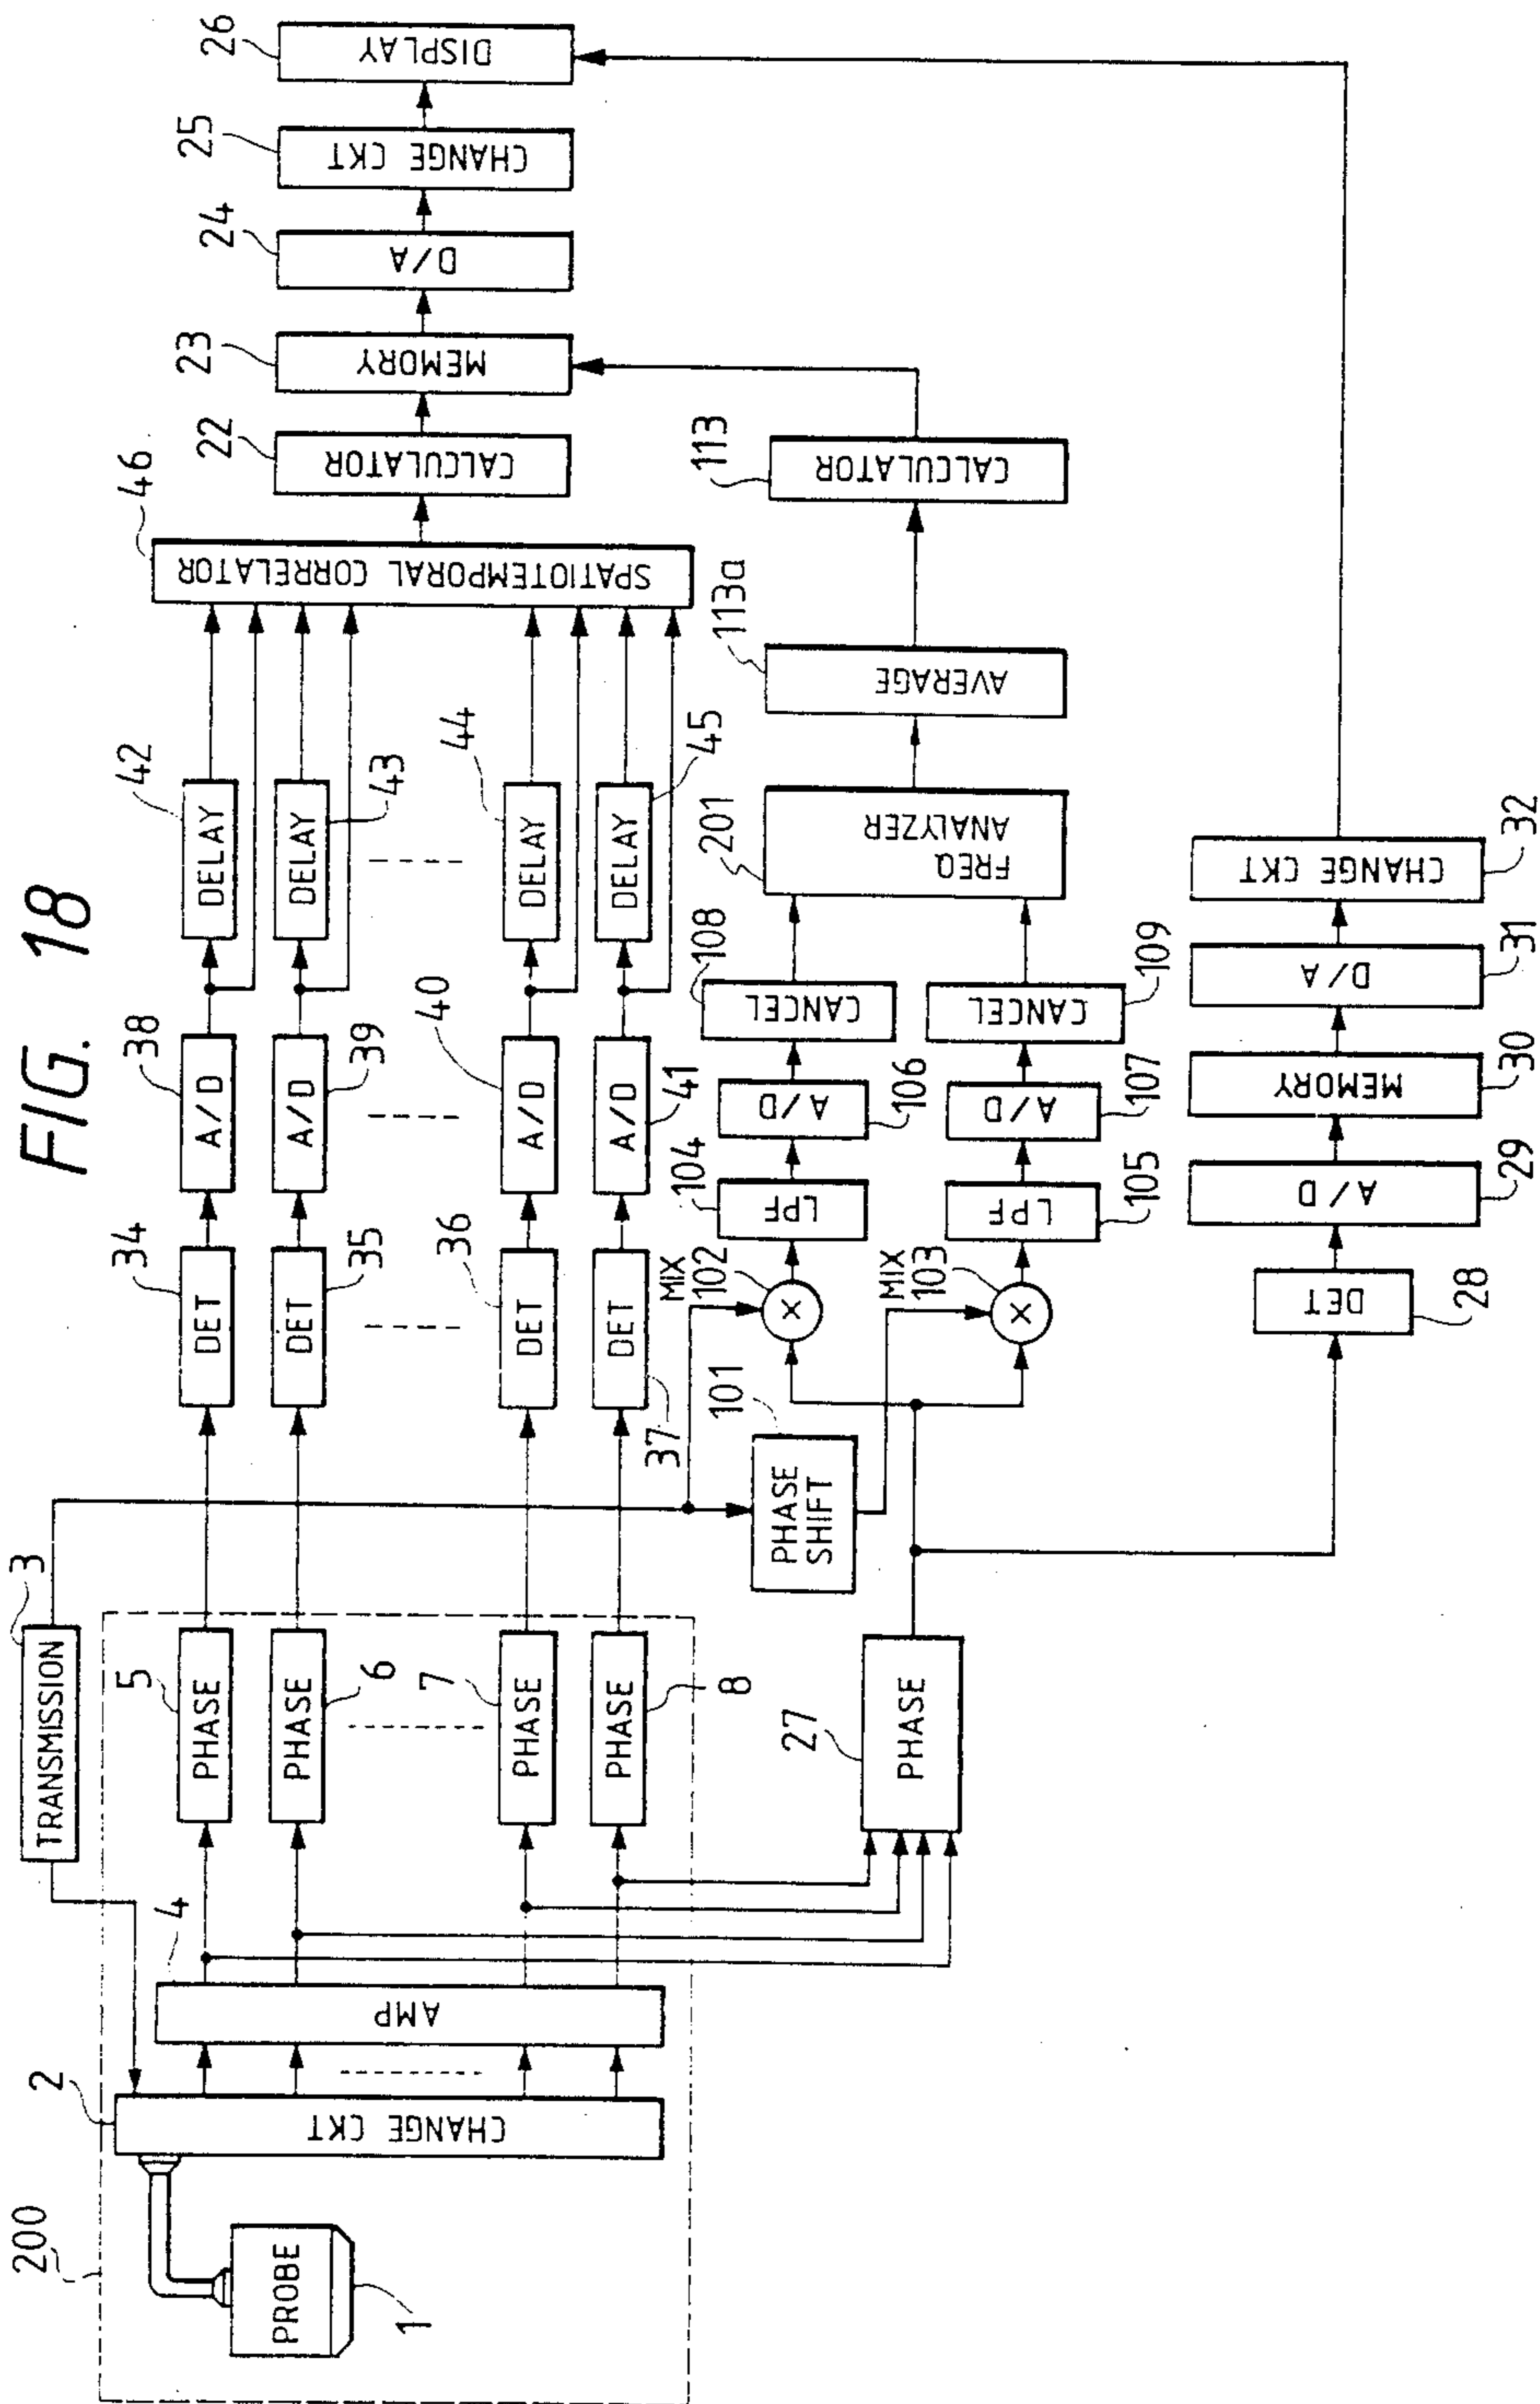 FIG. 18
200
PROBE
1
2
CHANGE CKT
4
AMP
3
TRANSMISSION
5
PHASE
PHASE
6
7
PHASE
PHASE
8
27
PHASE
34
DET
DET
35
36
DET
DET
37
38
A/D
A/D
39
40
A/D
A/D
41
42
DELAY
DELAY
43
44
DELAY
DELAY
45
46
SPATIOTEMPORAL CORRELATOR
22
CALCULATOR
23
MEMORY
24
D/A
25
CHANGE CKT
26
DISPLAY
101
PHASE
SHIFT
MIX
102
×
MIX
103
×
104
LPF
LPF
105
A/D
106
A/D
107
108
CANCEL
CANCEL
109
201
FREQ
ANALYZER
113a
AVERAGE
113
CALCULATOR
DET
28
A/D
29
MEMORY
30
D/A
31
CHANGE CKT
32